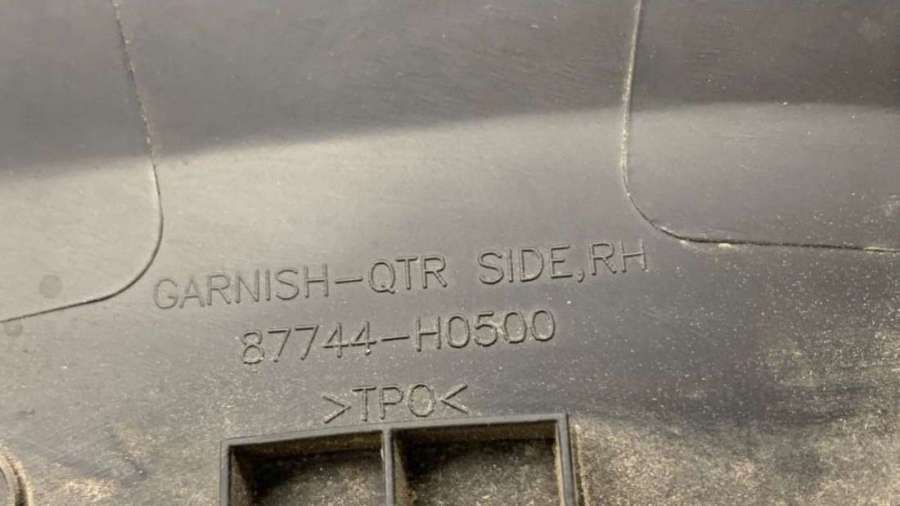 GARNISH-QTR SIDE,RH
87744-H0500
>TPO<